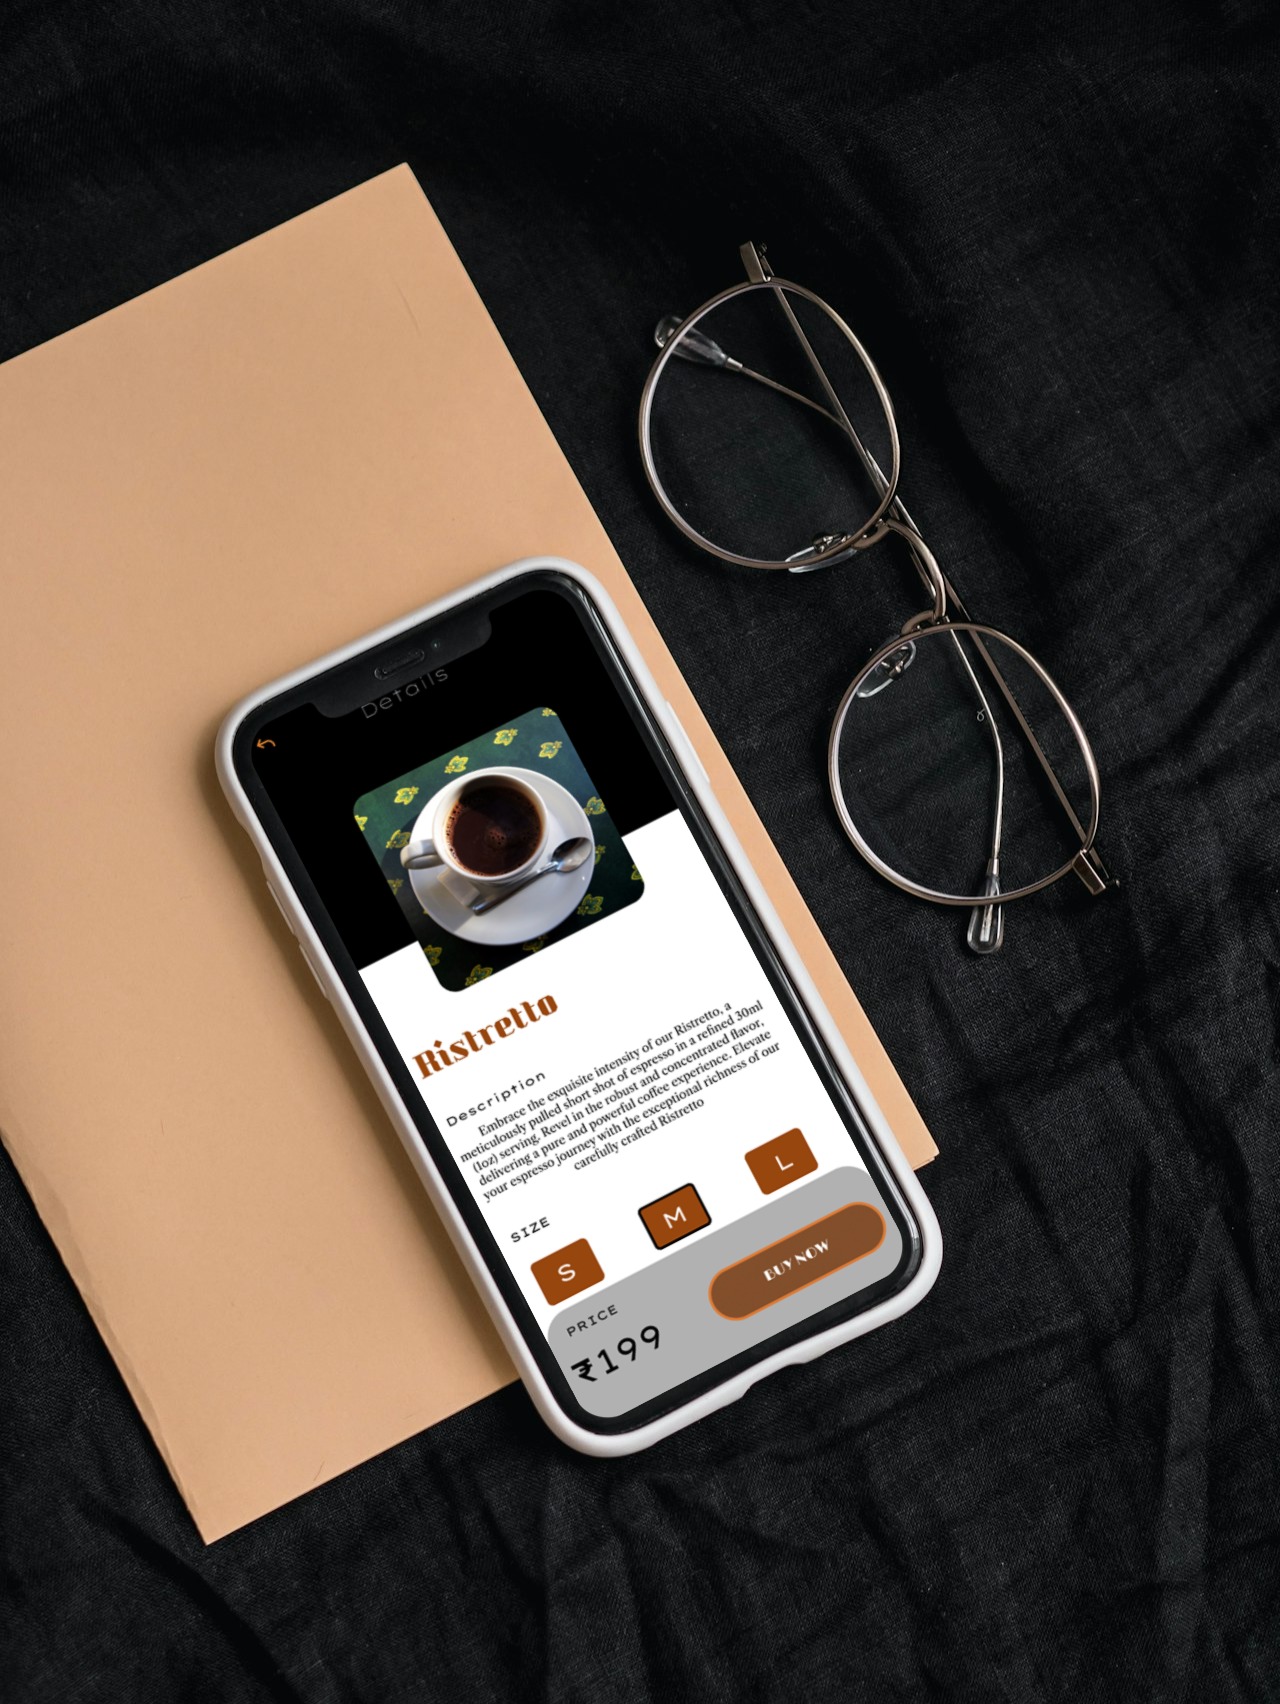 Details
Ristretto
Description
Embrace the exquisite intensity of our Ristretto, a
meticulously pulled short shot of espresso in a refined 30ml
(1oz) serving. Revel in the robust and concentrated flavor,
delivering a pure and powerful coffee experience. Elevate
your espresso journey with the exceptional richness of our
carefully crafted Ristretto
SIZE
S
M
L
PRICE
₹199
BUY NOW